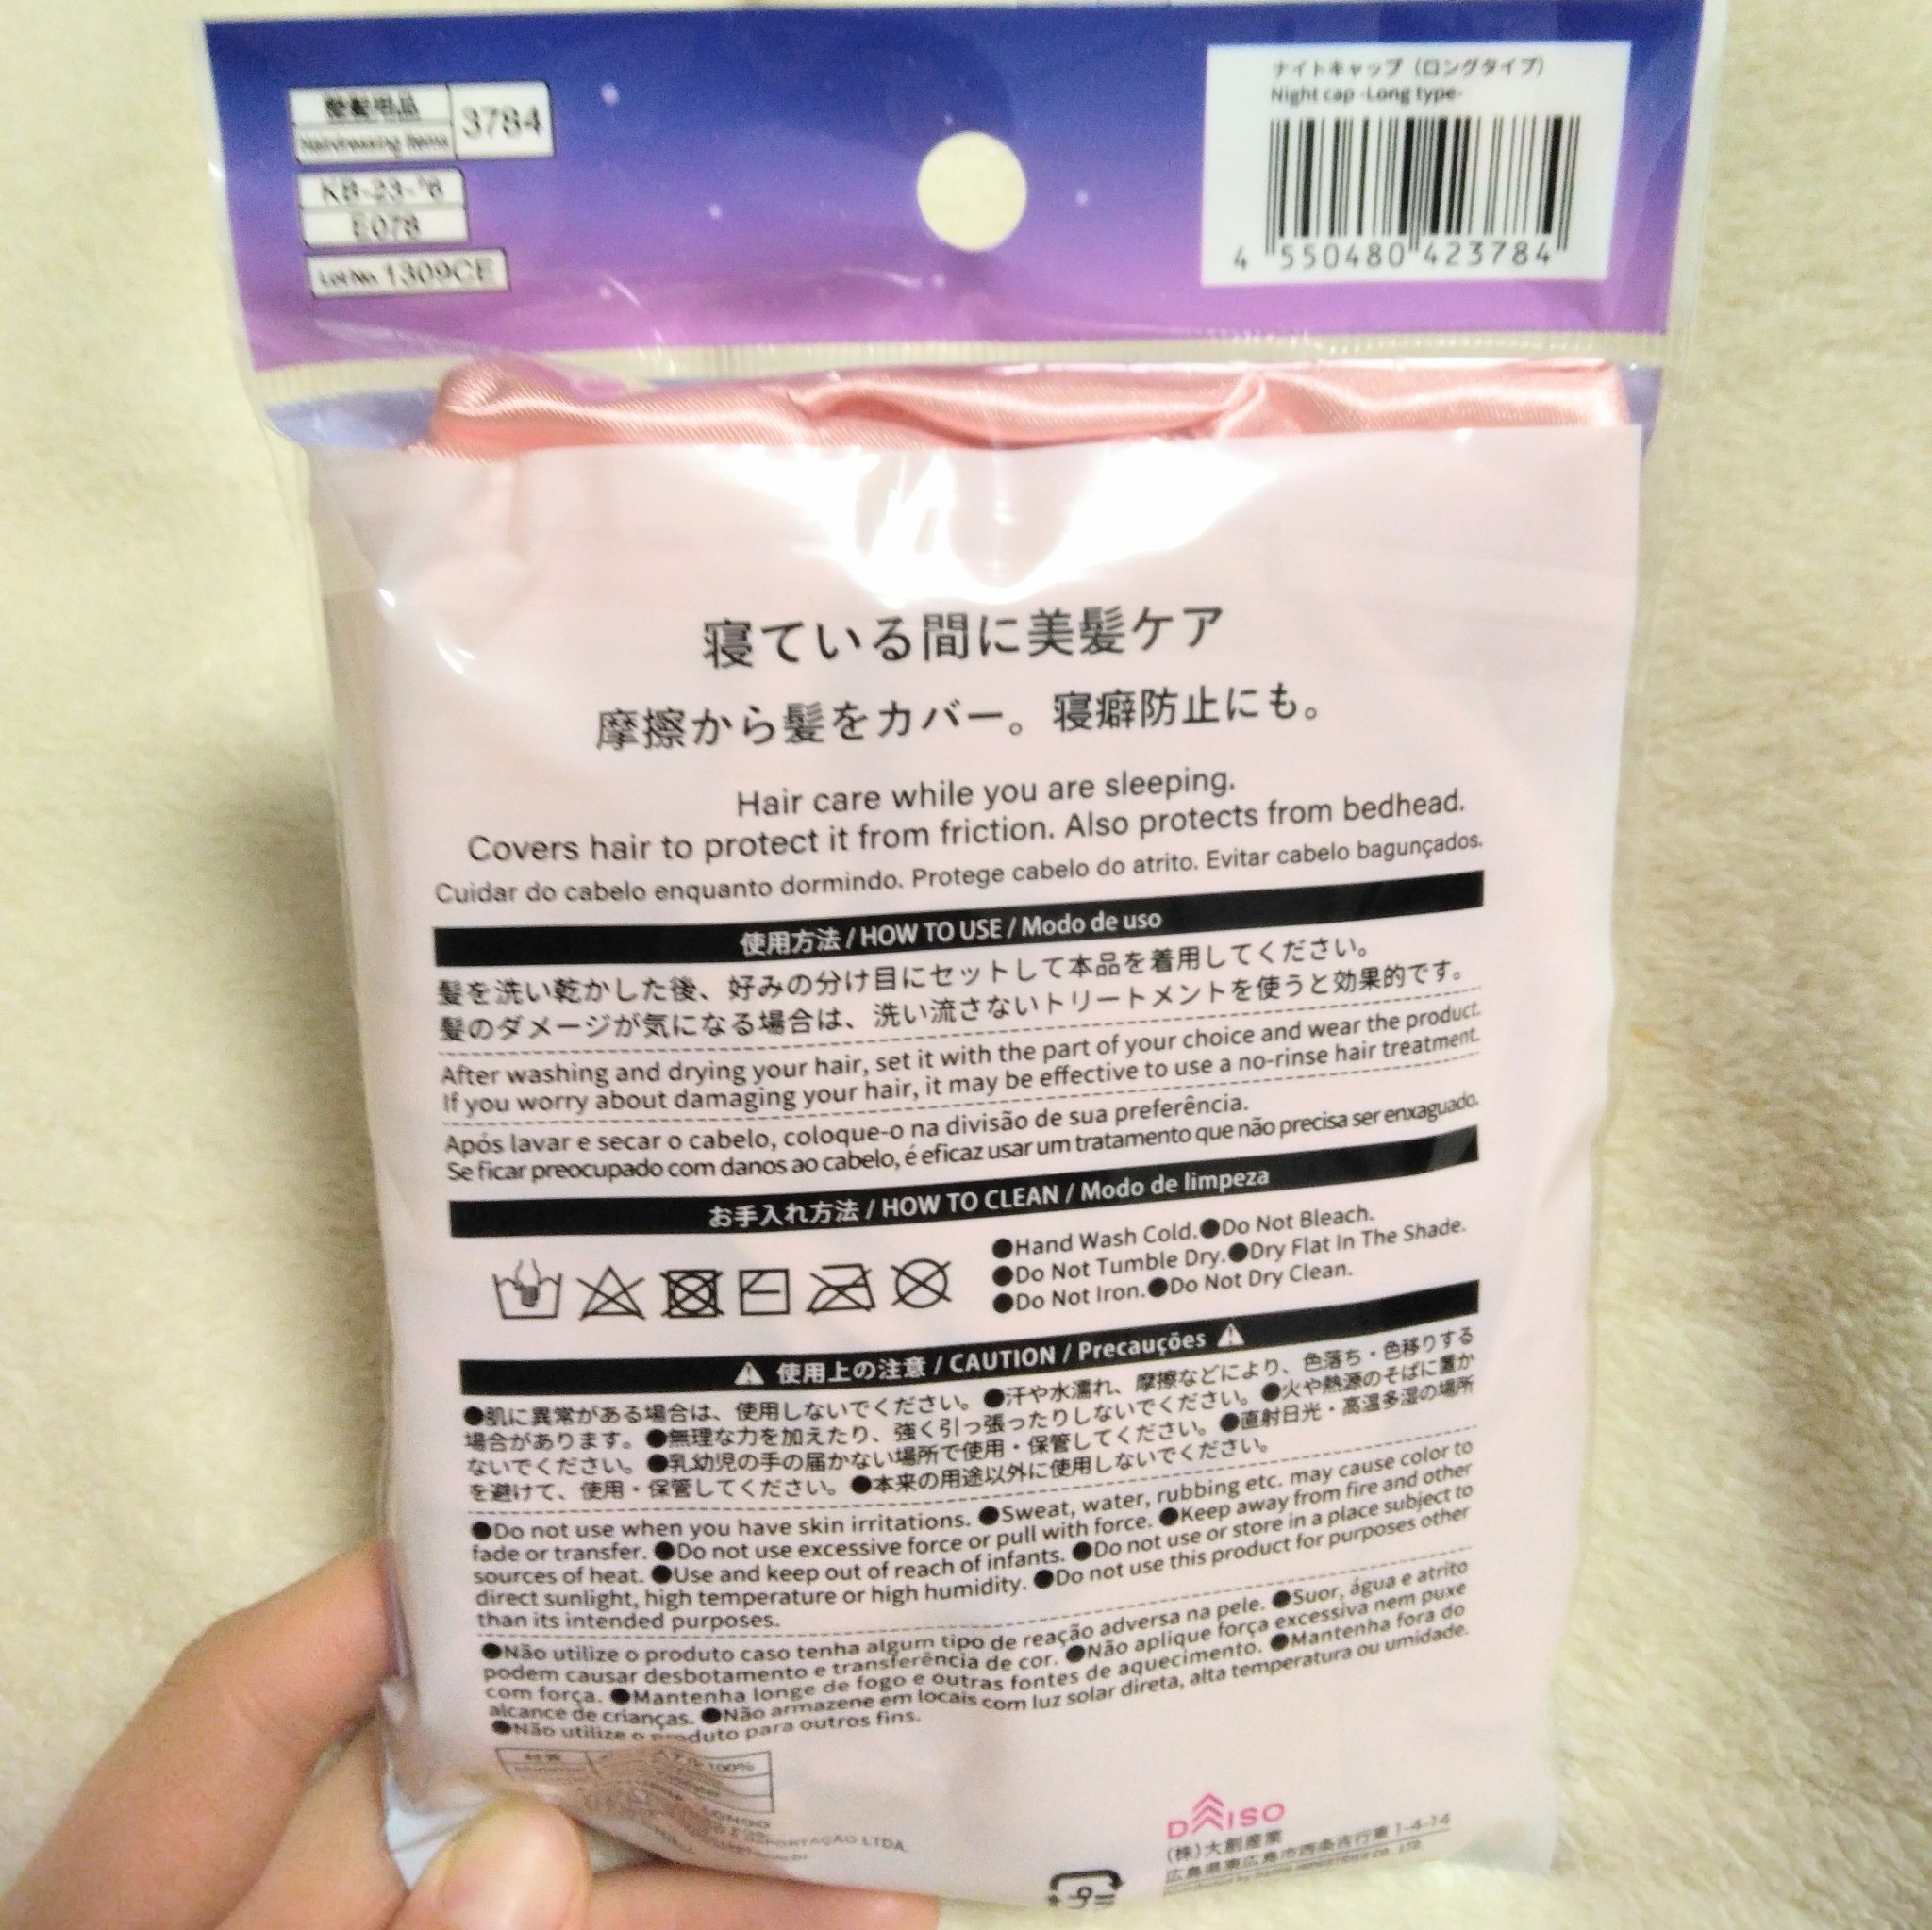 整髪用品
Hairdressing items
3784
E078
Lot No. 1309CE
ナイトキャップ（ロングタイプ）
Night cap -Long type-
4 550480 423784
寝ている間に美髪ケア
摩擦から髪をカバー。寝癖防止にも。
Hair care while you are sleeping.
Covers hair to protect it from friction. Also protects from bedhead.
Cuidar do cabelo enquanto dormindo. Protege cabelo do atrito. Evitar cabelo bagunçados.
使用方法 / HOW TO USE / Modo de uso
髪を洗い乾かした後、好みの分け目にセットして本品を着用してください。
髪のダメージが気になる場合は、洗い流さないトリートメントを使うと効果的です。
After washing and drying your hair, set it with the part of your choice and wear the product.
If you worry about damaging your hair, it may be effective to use a no-rinse hair treatment.
Após lavar e secar o cabelo, coloque-o na divisão de sua preferência.
Se ficar preocupado com danos ao cabelo, é eficaz usar um tratamento que não precisa ser enxaguado.
お手入れ方法 / HOW TO CLEAN / Modo de limpeza
●Hand Wash Cold.●Do Not Bleach.
●Do Not Tumble Dry.●Dry Flat In The Shade.
●Do Not Iron.●Do Not Dry Clean.
⚠ 使用上の注意 / CAUTION / Precauções ⚠
●肌に異常がある場合は、使用しないでください。●汗や水濡れ、摩擦などにより、色落ち・色移りする
場合があります。●無理な力を加えたり、強く引っ張ったりしないでください。●火や熱源のそばに置か
ないでください。●乳幼児の手の届かない場所で使用・保管してください。●直射日光・高温多湿の場所
を避けて、使用・保管してください。●本来の用途以外に使用しないでください。
●Do not use when you have skin irritations. ●Sweat, water, rubbing etc. may cause color to
fade or transfer. ●Do not use excessive force or pull with force. ●Keep away from fire and other
sources of heat. ●Use and keep out of reach of infants. ●Do not use or store in a place subject to
direct sunlight, high temperature or high humidity. ●Do not use this product for purposes other
than its intended purposes.
●Não utilize o produto caso tenha algum tipo de reação adversa na pele. ●Suor, água e atrito
podem causar desbotamento e transferência de cor. ●Não aplique força excessiva nem puxe
com força. ●Mantenha longe de fogo e outras fontes de aquecimento. ●Mantenha fora do
alcance de crianças. ●Não armazene em locais com luz solar direta, alta temperatura ou umidade.
●Não utilize o produto para outros fins.
材質
100%
LTDA.
DAISO
(株)大創産業
広島県東広島市西条吉行東1-4-14